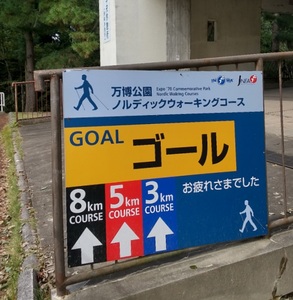 万博公園
Expo '70 Commemorative Park
ノルディックウォーキングコース
Nordic Walking Course
GOAL
ゴール
8km
COURSE
5km
COURSE
3km
COURSE
お疲れさまでした